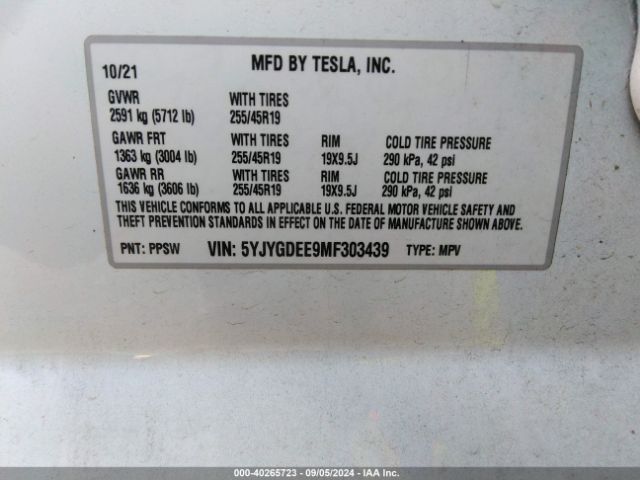 10/21 MFD BY TESLA, INC.
GVWR WITH TIRES
2591 kg (5712 lb) 255/45R19
GAWR FRT WITH TIRES RIM COLD TIRE PRESSURE
1363 kg (3004 lb) 255/45R19 19X9.5J 290 kPa, 42 psi
GAWR RR WITH TIRES RIM COLD TIRE PRESSURE
1636 kg (3606 lb) 255/45R19 19X9.5J 290 kPa, 42 psi
THIS VEHICLE CONFORMS TO ALL APPLICABLE U.S. FEDERAL MOTOR VEHICLE SAFETY AND
THEFT PREVENTION STANDARDS IN EFFECT ON THE DATE OF MANUFACTURE SHOWN ABOVE.
PNT: PPSW VIN: 5YJYGDEE9MF303439 TYPE: MPV
000-40265723 - 09/05/2024 - IAA Inc.